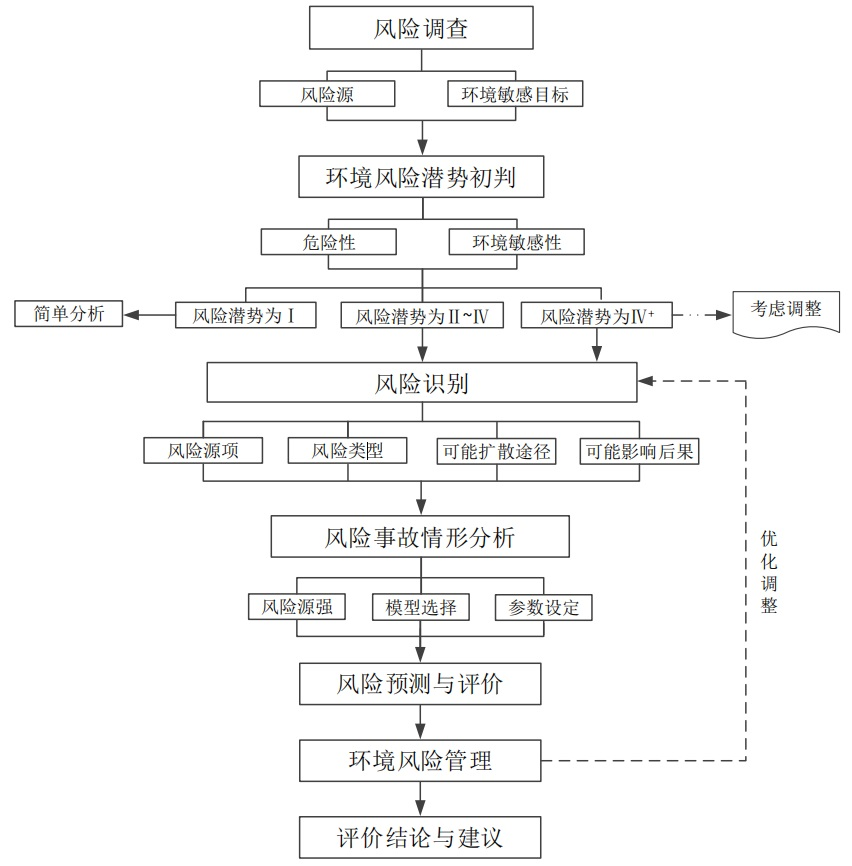 风险调查
风险源
环境敏感目标
环境风险潜势初判
危险性
环境敏感性
简单分析
风险潜势为Ⅰ
风险潜势为Ⅱ~Ⅳ
风险潜势为Ⅳ⁺
考虑调整
风险识别
风险源项
风险类型
可能扩散途径
可能影响后果
风险事故情形分析
优化调整
风险源强
模型选择
参数设定
风险预测与评价
环境风险管理
评价结论与建议